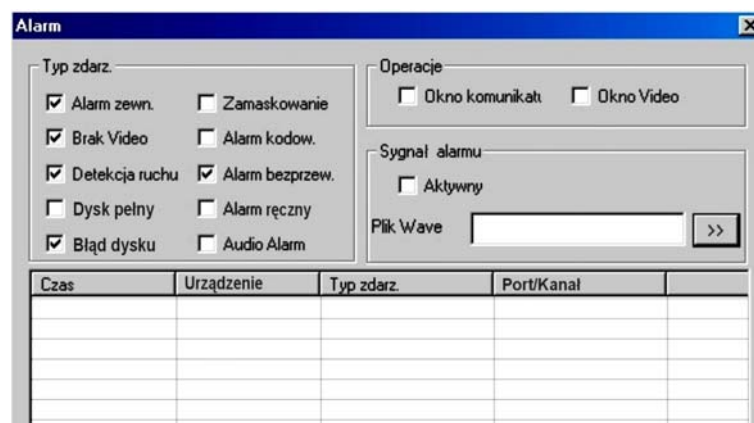 Alarm
Typ zdarz.
Alarm zewn.
Zamaskowanie
Brak Video
Alarm kodow.
Detekcja ruchu
Alarm bezprzew.
Dysk pełny
Alarm ręczny
Błąd dysku
Audio Alarm
Operacje
Okno komunikatu
Okno Video
Sygnał alarmu
Aktywny
Plik Wave
>>
Czas Urządzenie Typ zdarz. Port/Kanał